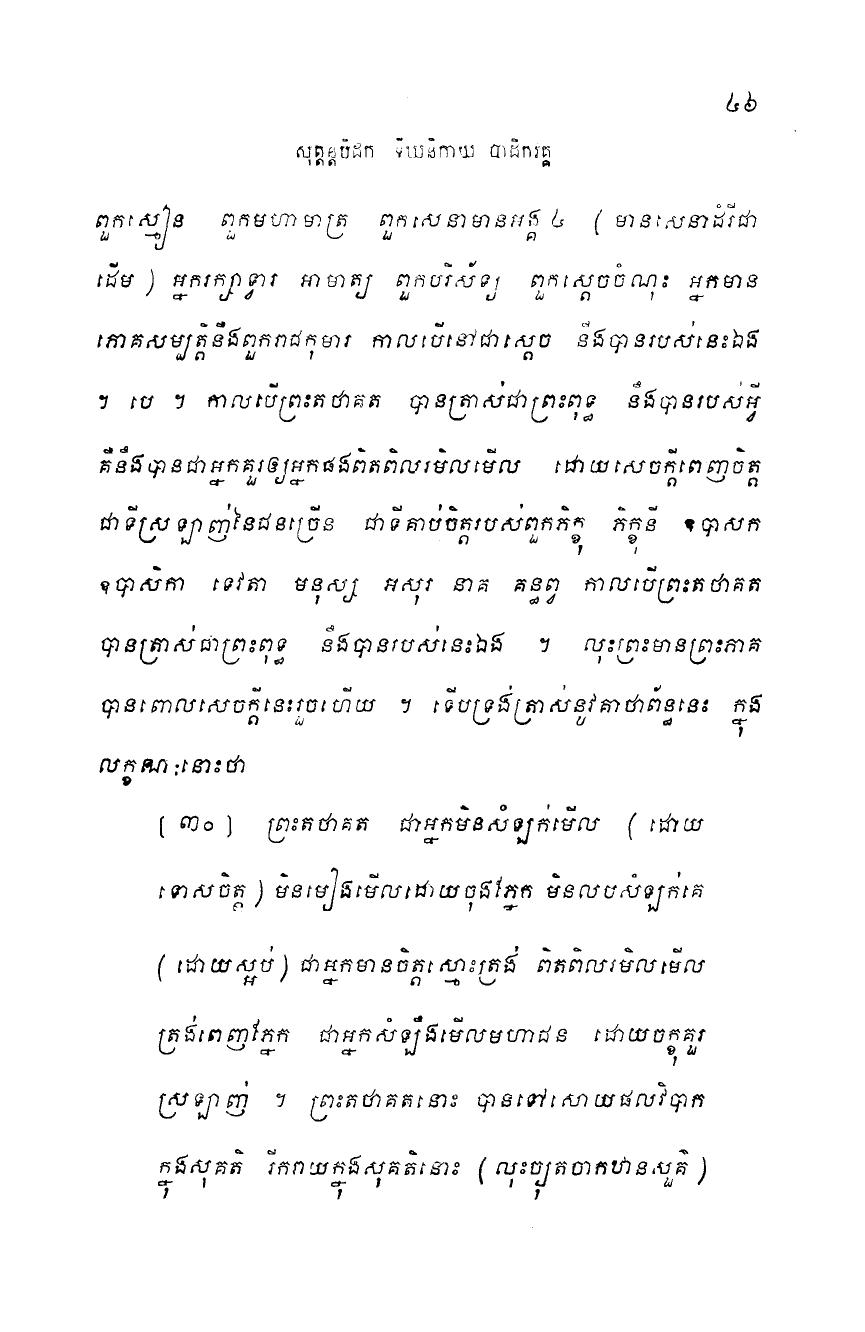 ៤៦
សុត្តន្តបិដក ទីឃនិកាយ បាដិកវគ្គ
ពួកស្មៀន ពួកមហាមាត្រ ពួកសេនាមានអង្គ ៤ ( មានសេនាដំរីជា
ដើម ) អ្នករក្សាទ្វារ អាមាត្យ ពួកបរិស័ទ្យ ពួកស្តេចចំណុះ អ្នកមាន
ភោគសម្បត្តិនឹងពួករាជកុមារ កាលបើនៅជាស្តេច នឹងបានរបស់នេះឯង
។ បេ ។ កាលបើព្រះតថាគត បានត្រាស់ជាព្រះពុទ្ធ នឹងបានរបស់អ្វី
គឺនឹងបានជាអ្នកគួរឲ្យអ្នកផងពិតពិលរមិលមើល ដោយសេចក្តីពេញចិត្ត
ជាទីស្រឡាញ់នៃជនច្រើន ជាទីគាប់ចិត្តរបស់ពួកភិក្ខុ ភិក្ខុនី ឧបាសក
ឧបាសិកា ទេវតា មនុស្ស អសុរ នាគ គន្ធព្វ កាលបើព្រះតថាគត
បានត្រាស់ជាព្រះពុទ្ធ នឹងបានរបស់នេះឯង ។ លុះព្រះមានព្រះភាគ
បានពោលសេចក្តីនេះរួចហើយ ។ ទើបទ្រង់ត្រាស់នូវគាថាព័ន្ធនេះ ក្នុង
លក្ខណៈនោះថា
[ ៣០ ] ព្រះតថាគត ជាអ្នកមិនសំឡក់មើល ( ដោយ
ទោសចិត្ត ) មិនមៀងមើលដោយចុងភ្នែក មិនលបសំឡក់គេ
( ដោយស្អប់ ) ជាអ្នកមានចិត្តស្មោះត្រង់ ពិតពិលរមិលមើល
ត្រង់ពេញភ្នែក ជាអ្នកសំឡឹងមើលមហាជន ដោយចក្ខុគួរ
ស្រឡាញ់ ។ ព្រះតថាគតនោះ បានទៅសោយផលវិបាក
ក្នុងសុគតិ រីករាយក្នុងសុគតិនោះ ( លុះច្យុតចាកឋានសួគ៌ )